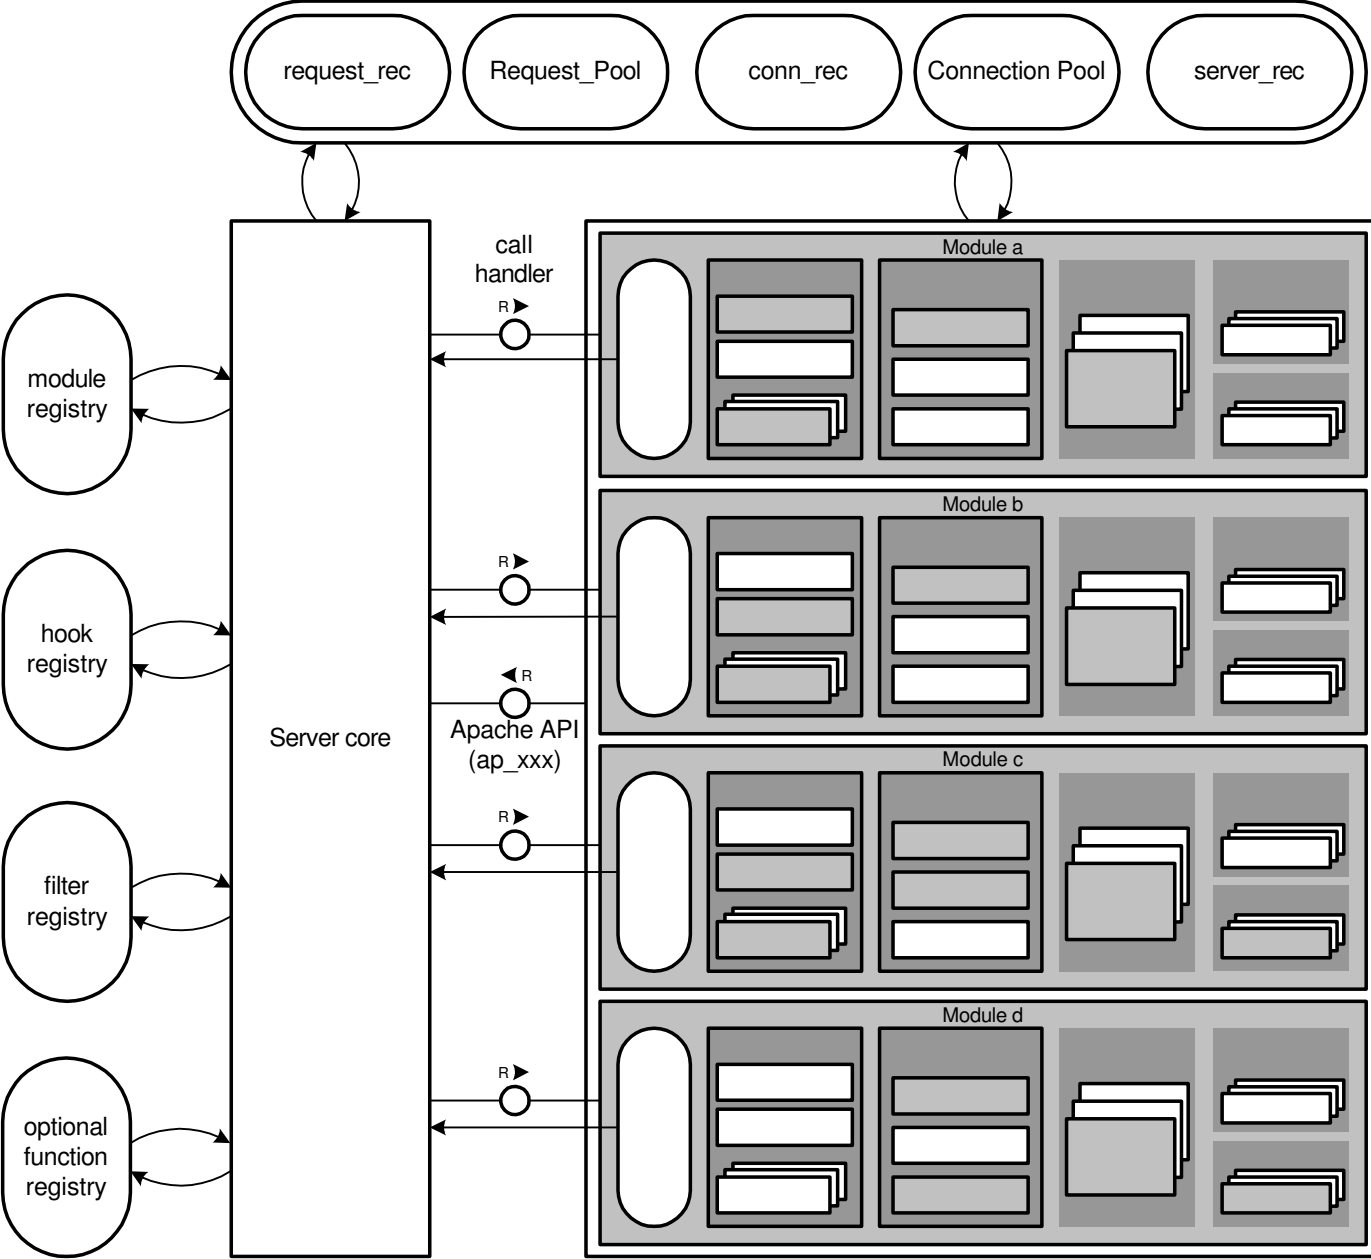 request_rec
Request_Pool
conn_rec
Connection Pool
server_rec
call
handler
R
Module a
module
registry
Module b
R
hook
registry
R
Server core
Apache API
(ap_xxx)
Module c
R
filter
registry
Module d
R
optional
function
registry